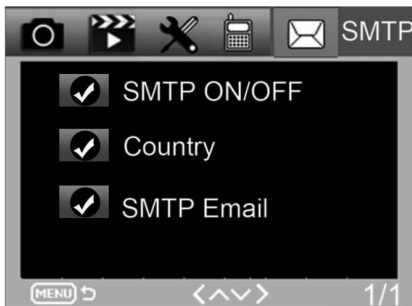 SMTP
SMTP ON/OFF
Country
SMTP Email
MENU 1/1